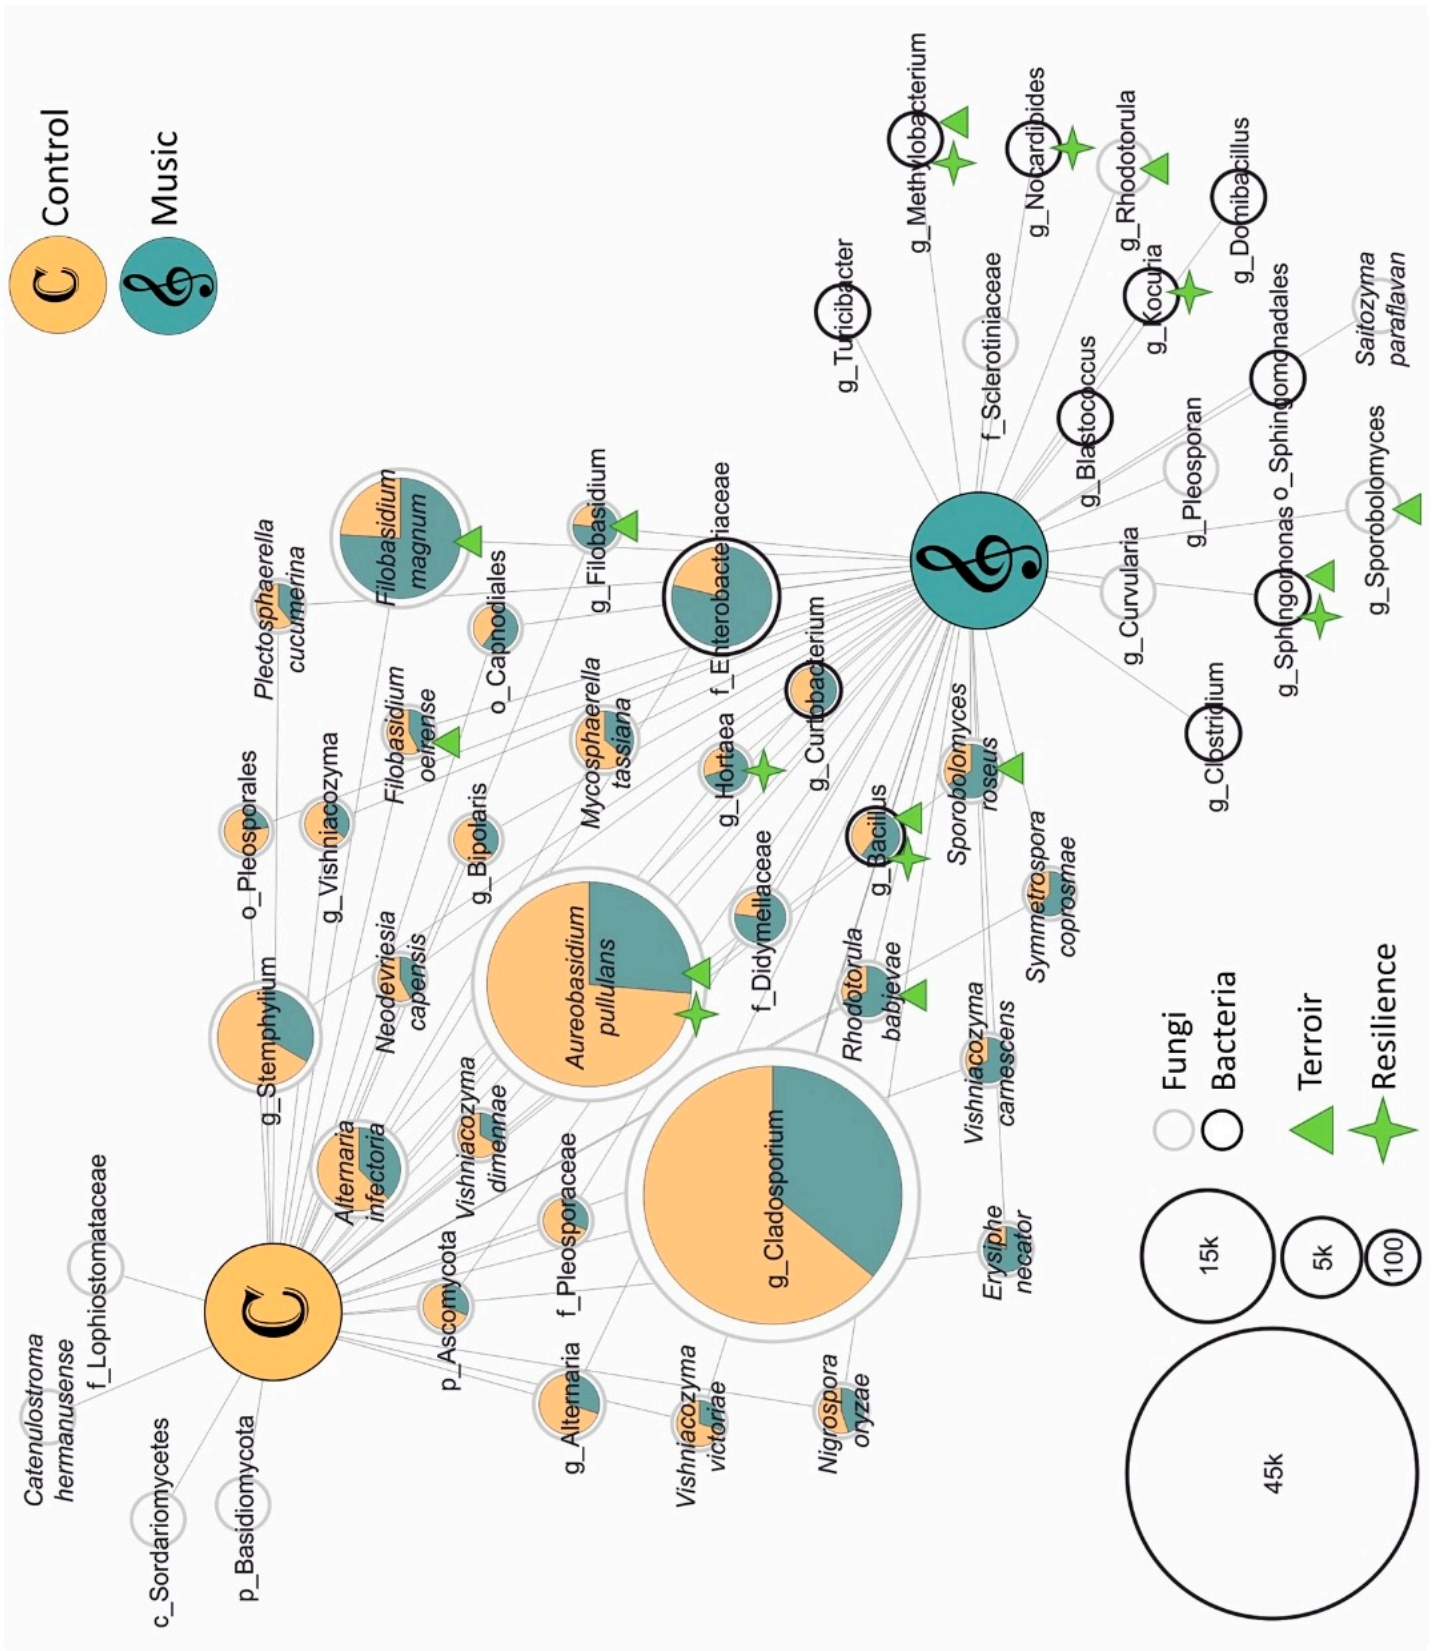 C
Control
Music
Catenulostroma
hermanusense
f_Lophiostomataceae
c_Sordariomycetes
p_Basidiomycota
C
g_Stemphylium
o_Pleosporales
Plectosphaerella
cucumerina
g_Vishniacozyma
Alternaria
infectoria
Neodevriesia
capensis
Filobasidium
oeirense
Filobasidium
magnum
p_Ascomycota
Vishniacozyma
dimennae
g_Bipolaris
o_Capnodiales
g_Alternaria
f_Pleosporaceae
Aureobasidium
pullulans
Mycosphaerella
tassiana
g_Filobasidium
Vishniacozyma
victoriae
g_Cladosporium
f_Didymellaceae
g_Hortaea
f_Enterobacteriaceae
Nigrospora
oryzae
Rhodotorula
babjevae
g_Bacillus
g_Curtobacterium
Erysiphe
necator
Vishniacozyma
carnescens
Symmetrospora
coprosmae
Sporobolomyces
roseus
g_Turicibacter
g_Methylobacterium
f_Sclerotiniaceae
g_Nocardioides
g_Rhodotorula
g_Blastococcus
g_Kocuria
g_Domibacillus
g_Curvularia
g_Pleosporan
o_Sphingomonadales
Saitozyma
paraflavan
g_Clostridium
g_Sphingomonas
g_Sporobolomyces
45k
15k
5k
100
Fungi
Bacteria
Terroir
Resilience